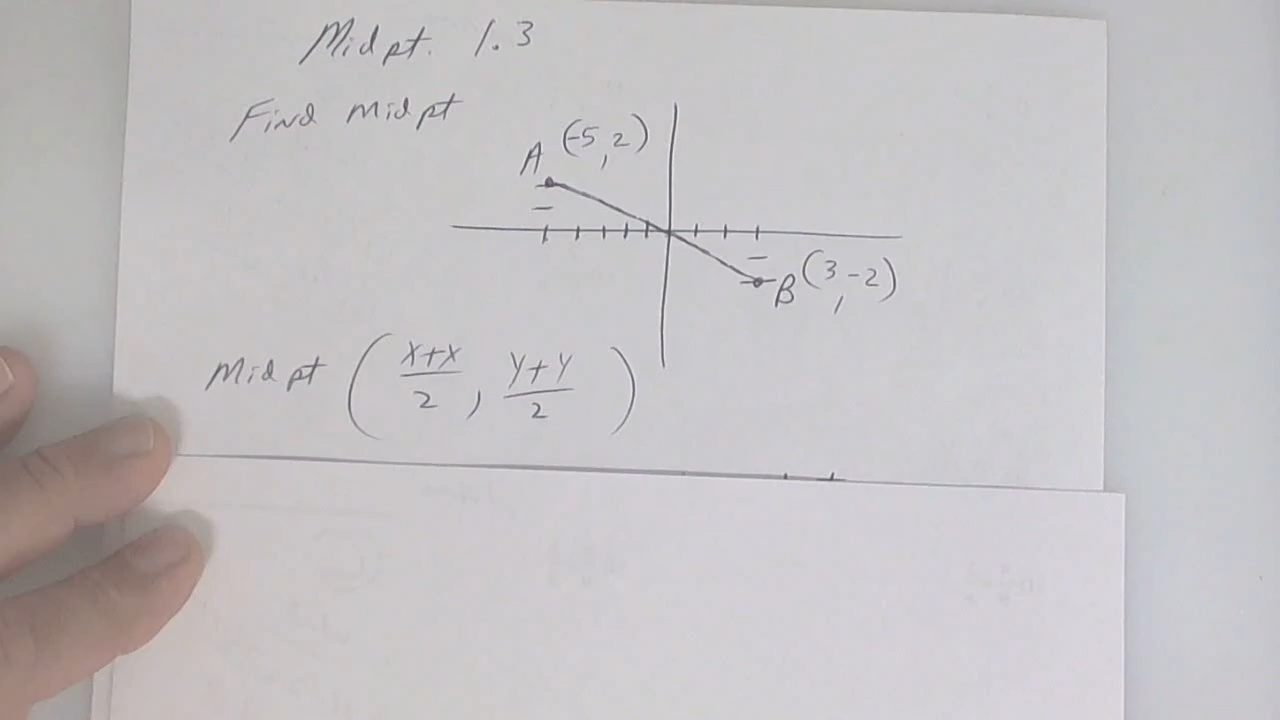 Midpt. 1.3
Find midpt
A (-5, 2)
B (3, -2)
Midpt ( x+x/2 , y+y/2 )